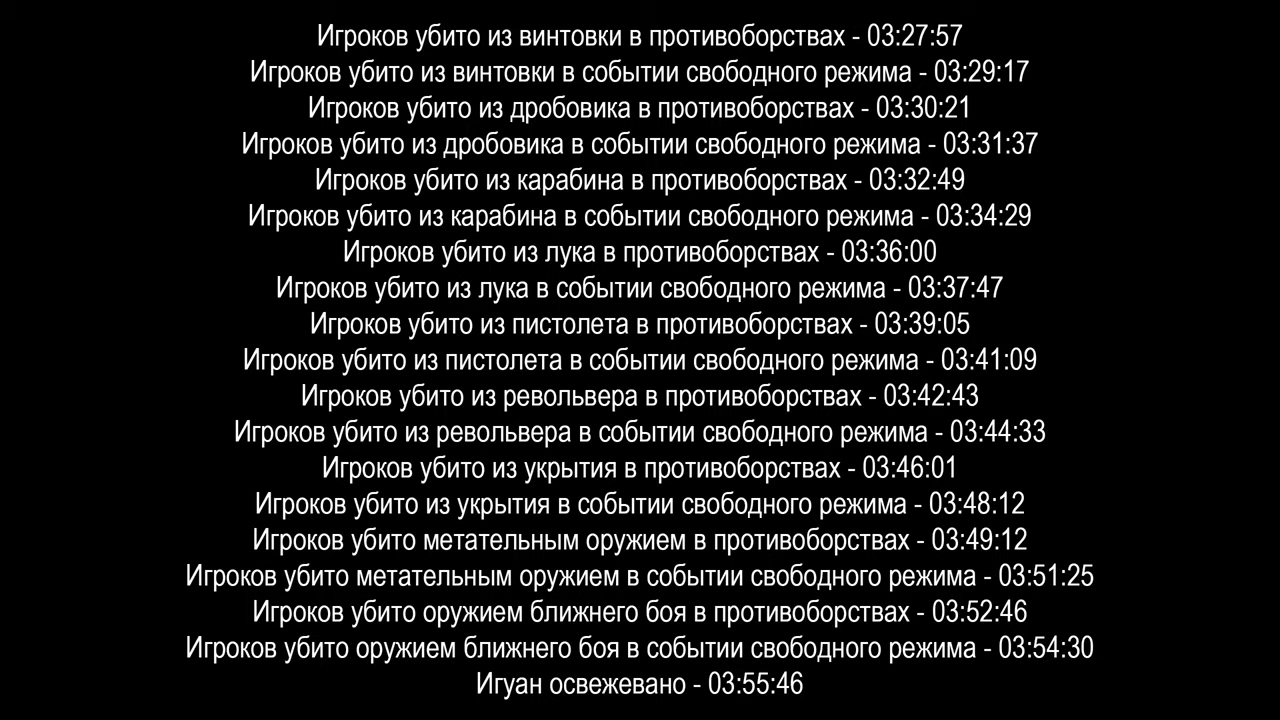 Игроков убито из винтовки в противоборствах - 03:27:57
Игроков убито из винтовки в событии свободного режима - 03:29:17
Игроков убито из дробовика в противоборствах - 03:30:21
Игроков убито из дробовика в событии свободного режима - 03:31:37
Игроков убито из карабина в противоборствах - 03:32:49
Игроков убито из карабина в событии свободного режима - 03:34:29
Игроков убито из лука в противоборствах - 03:36:00
Игроков убито из лука в событии свободного режима - 03:37:47
Игроков убито из пистолета в противоборствах - 03:39:05
Игроков убито из пистолета в событии свободного режима - 03:41:09
Игроков убито из револьвера в противоборствах - 03:42:43
Игроков убито из револьвера в событии свободного режима - 03:44:33
Игроков убито из укрытия в противоборствах - 03:46:01
Игроков убито из укрытия в событии свободного режима - 03:48:12
Игроков убито метательным оружием в противоборствах - 03:49:12
Игроков убито метательным оружием в событии свободного режима - 03:51:25
Игроков убито оружием ближнего боя в противоборствах - 03:52:46
Игроков убито оружием ближнего боя в событии свободного режима - 03:54:30
Игуан освежевано - 03:55:46